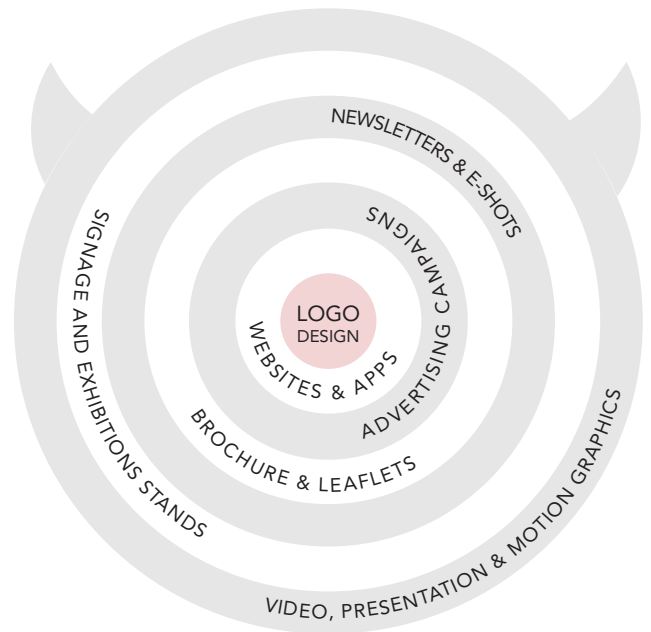 LOGO
DESIGN
WEBSITES & APPS
ADVERTISING CAMPAIGNS
BROCHURE & LEAFLETS
NEWSLETTERS & E-SHOTS
SIGNAGE AND EXHIBITIONS STANDS
VIDEO, PRESENTATION & MOTION GRAPHICS